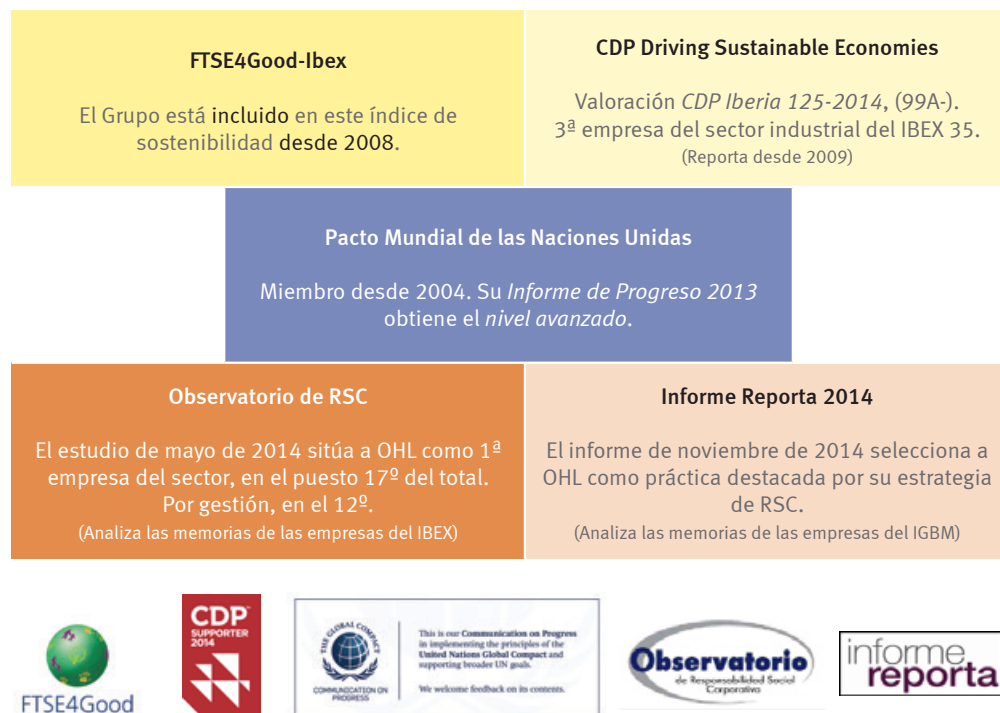 FTSE4Good-Ibex
El Grupo está incluido en este índice de
sostenibilidad desde 2008.
CDP Driving Sustainable Economies
Valoración CDP Iberia 125-2014, (99A-).
3ª empresa del sector industrial del IBEX 35.
(Reporta desde 2009)
Pacto Mundial de las Naciones Unidas
Miembro desde 2004. Su Informe de Progreso 2013
obtiene el nivel avanzado.
Observatorio de RSC
El estudio de mayo de 2014 sitúa a OHL como 1ª
empresa del sector, en el puesto 17º del total.
Por gestión, en el 12º.
(Analiza las memorias de las empresas del IBEX)
Informe Reporta 2014
El informe de noviembre de 2014 selecciona a
OHL como práctica destacada por su estrategia
de RSC.
(Analiza las memorias de las empresas del IGBM)
FTSE4Good
CDP
SUPPORTER
2014
THE GLOBAL COMPACT
COMMUNICATION ON
PROGRESS
This is our Communication on Progress
in implementing the principles of the
United Nations Global Compact and
supporting broader UN goals.
We welcome feedback on its contents.
Observatorio
de Responsabilidad Social
Corporativa
informe
reporta